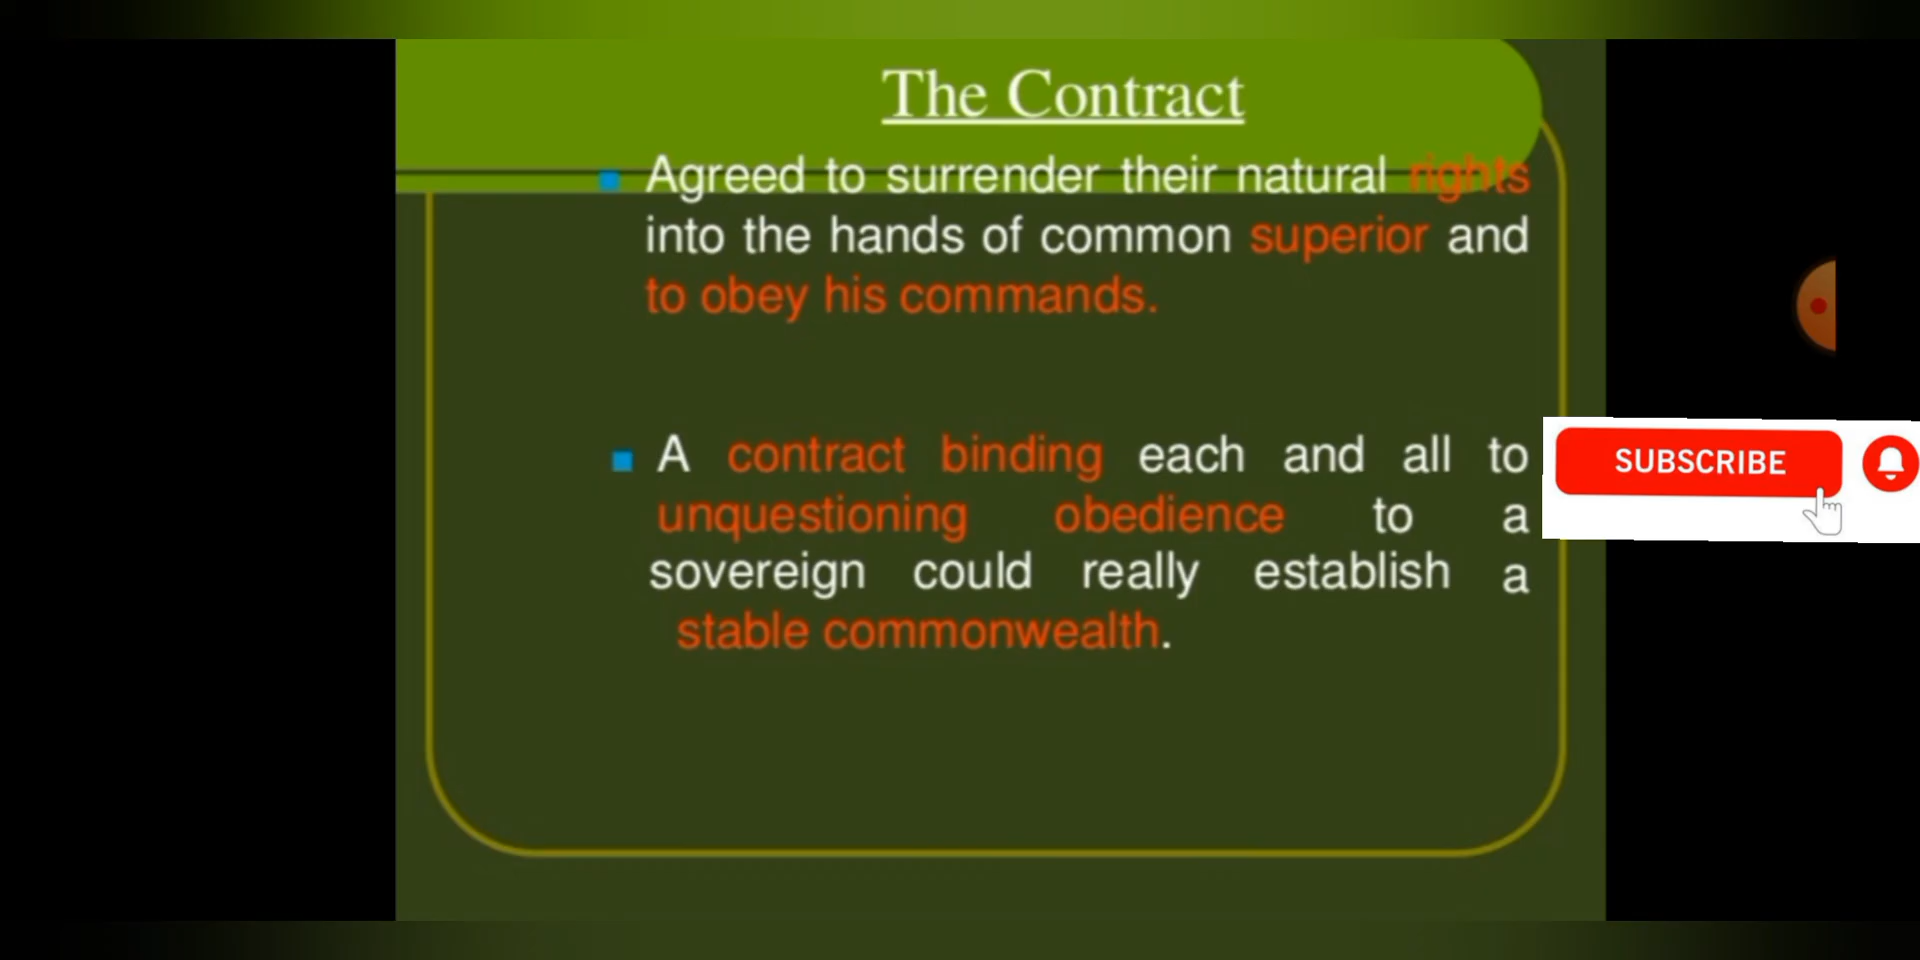 The Contract
Agreed to surrender their natural rights
into the hands of common superior and
to obey his commands.
A contract binding each and all to
unquestioning obedience to a
sovereign could really establish a
stable commonwealth.
SUBSCRIBE